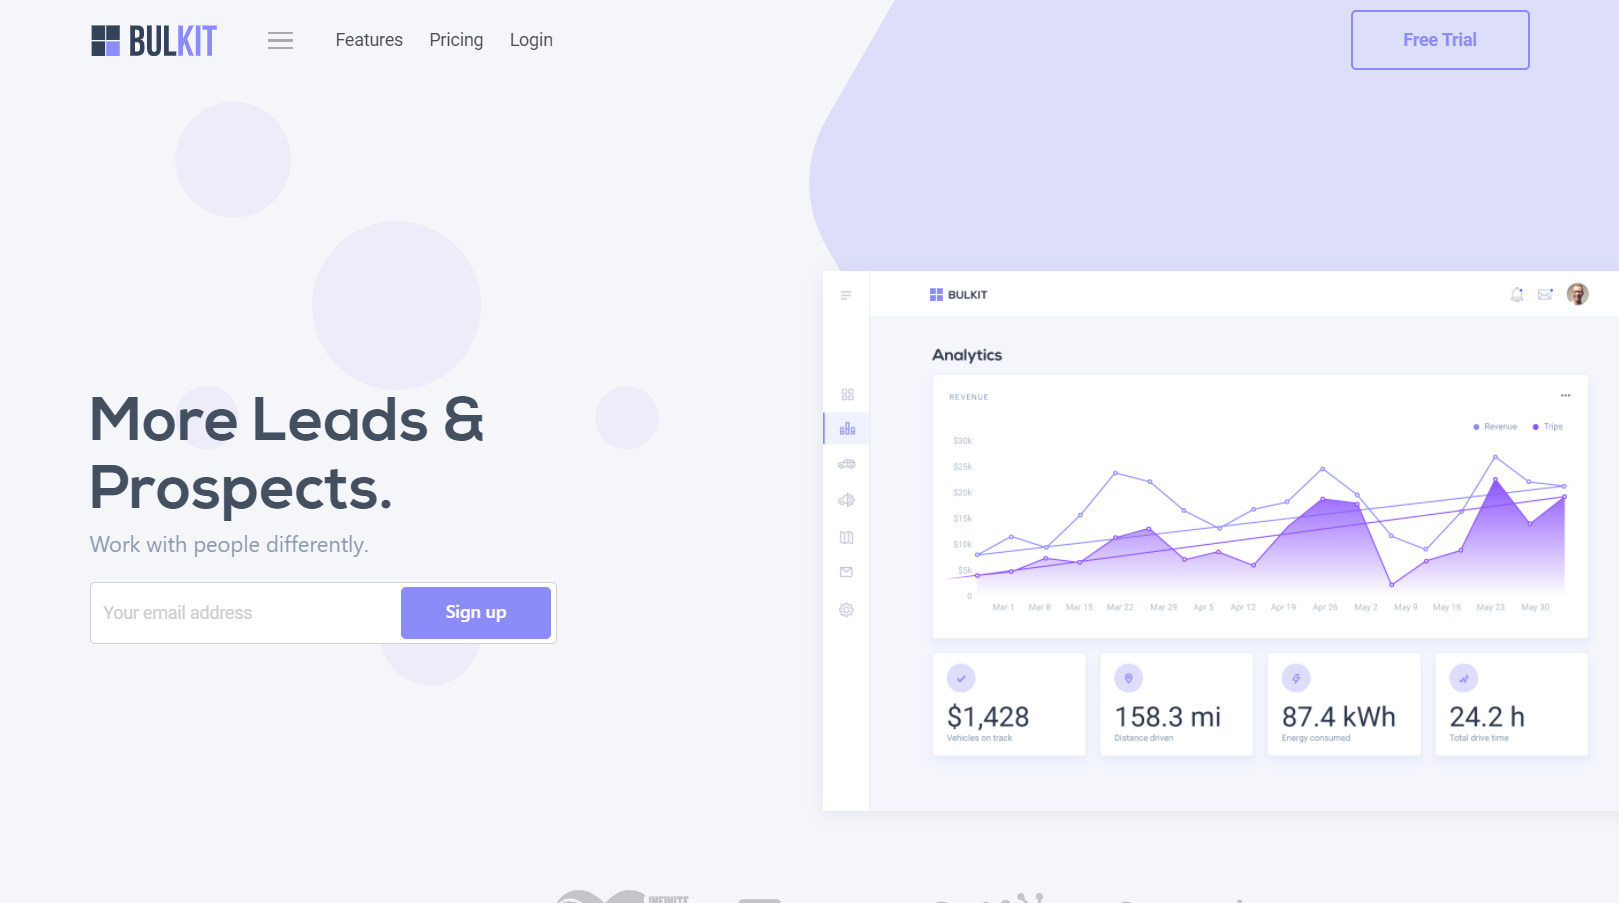 BULKIT
Features Pricing Login
Free Trial
More Leads &
Prospects.
Work with people differently.
Your email address
Sign up
BULKIT
Analytics
REVENUE
Revenue Trips
$30k
$25k
$20k
$15k
$10k
$5k
0
Mar 1 Mar 8 Mar 15 Mar 22 Mar 29 Apr 5 Apr 12 Apr 19 Apr 26 May 2 May 9 May 16 May 23 May 30
$1,428 158.3 mi 87.4 kWh 24.2 h
Vehicles on track Distance driven Energy consumed Total drive time
INFINITE